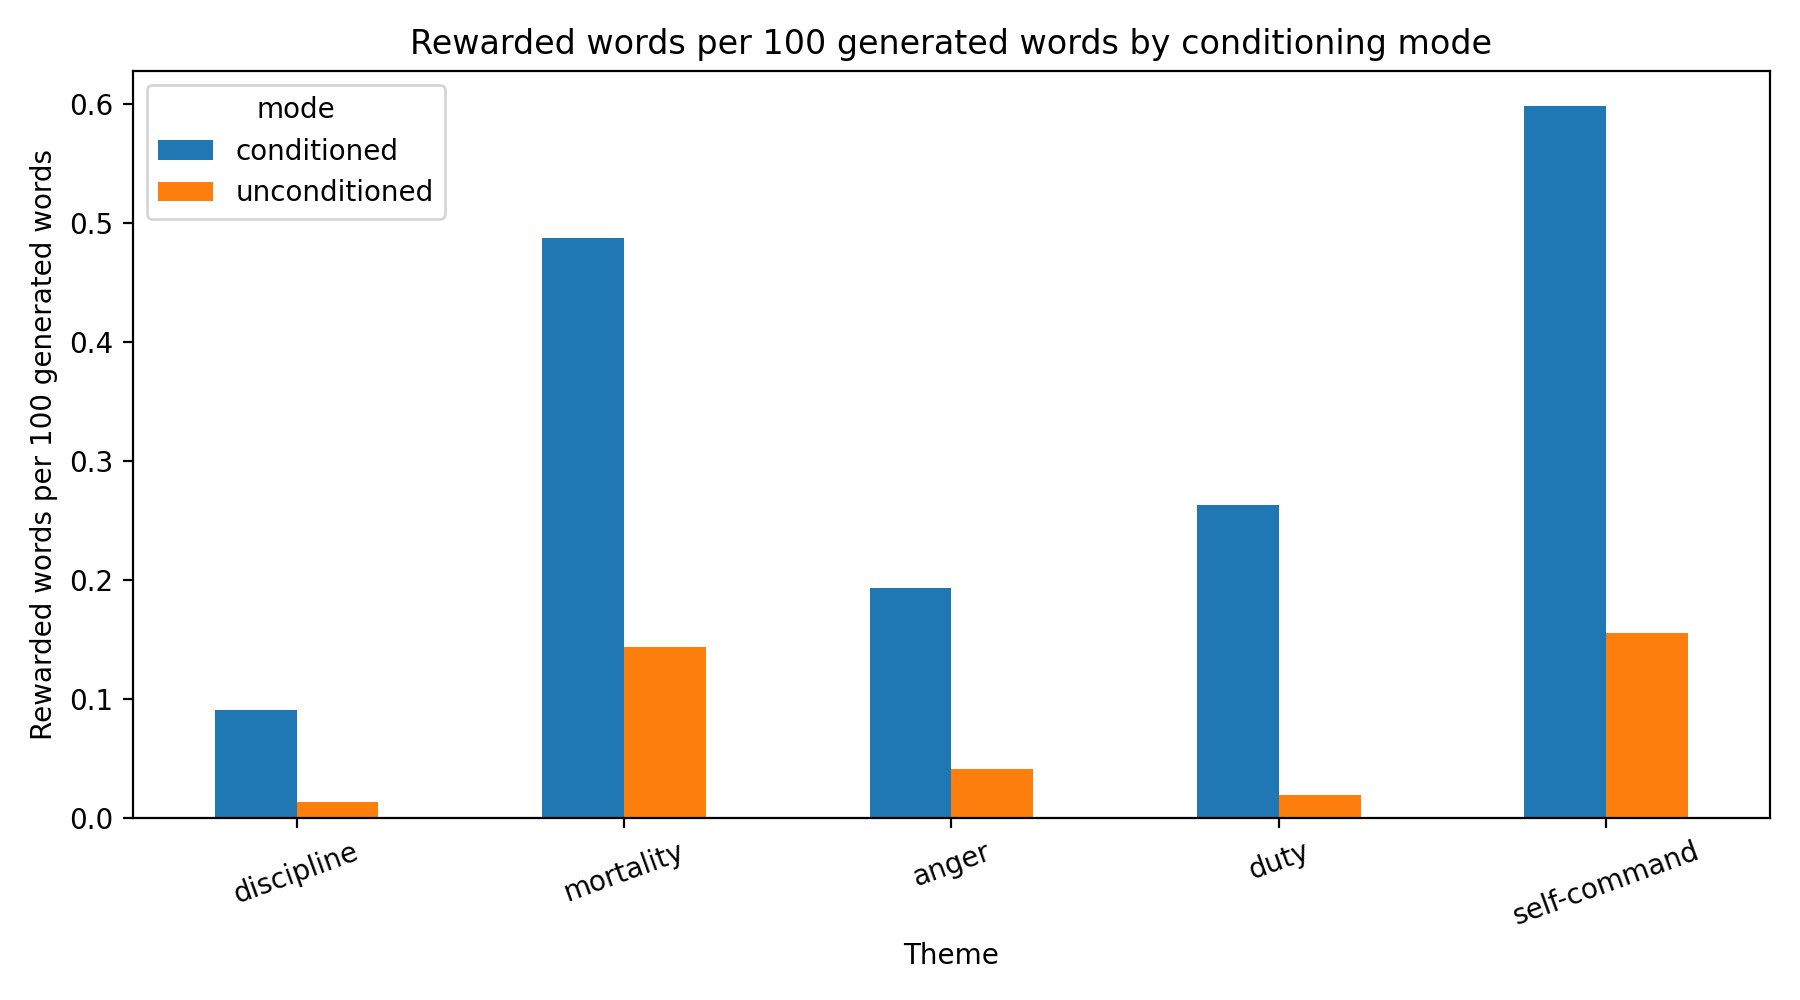 Rewarded words per 100 generated words by conditioning mode
mode
conditioned
unconditioned
Rewarded words per 100 generated words
0.6
0.5
0.4
0.3
0.2
0.1
0.0
discipline
mortality
anger
duty
self-command
Theme